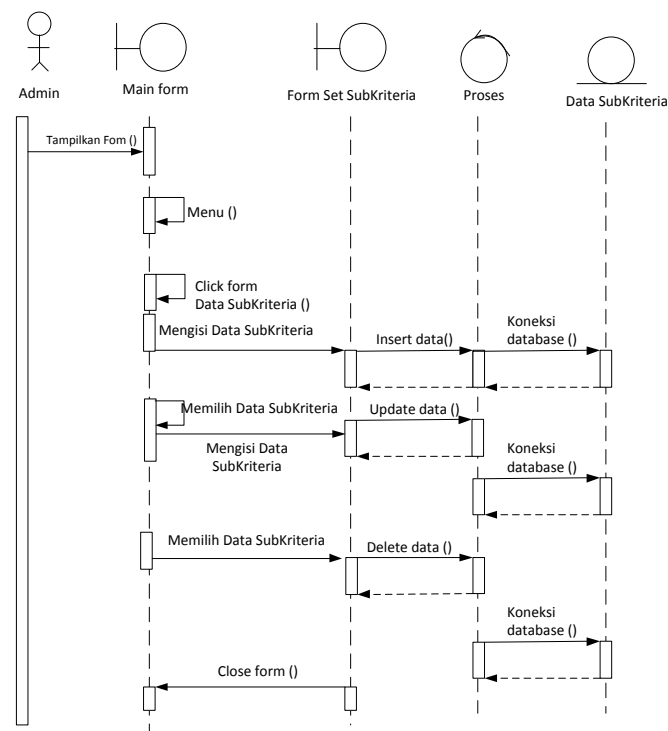 Admin
Main form
Form Set SubKriteria
Proses
Data SubKriteria
Tampilkan Fom ()
Menu ()
Click form
Data SubKriteria ()
Mengisi Data SubKriteria
Insert data()
Koneksi
database ()
Memilih Data SubKriteria
Update data ()
Mengisi Data
SubKriteria
Koneksi
database ()
Memilih Data SubKriteria
Delete data ()
Koneksi
database ()
Close form ()